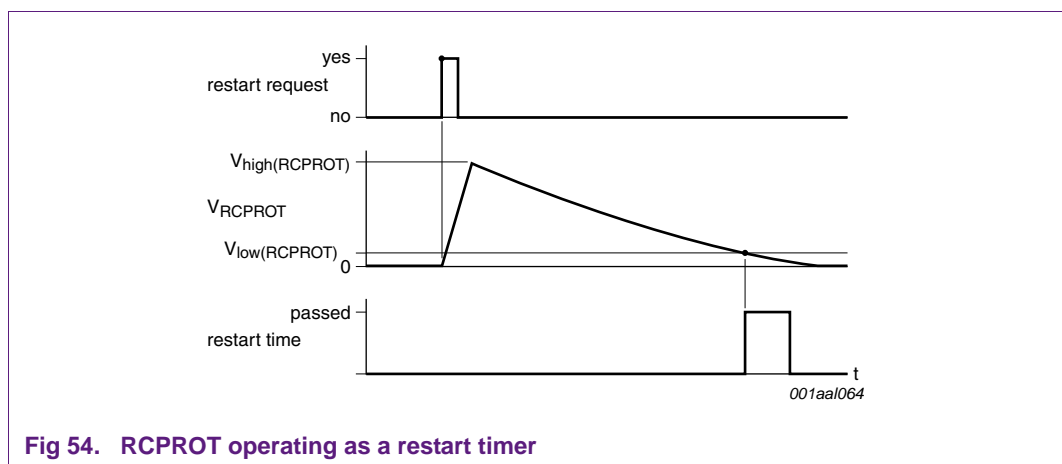 yes
restart request
no
Vhigh(RCPROT)
VRCPROT
Vlow(RCPROT)
0
passed
restart time
t
001aal064
Fig 54. RCPROT operating as a restart timer